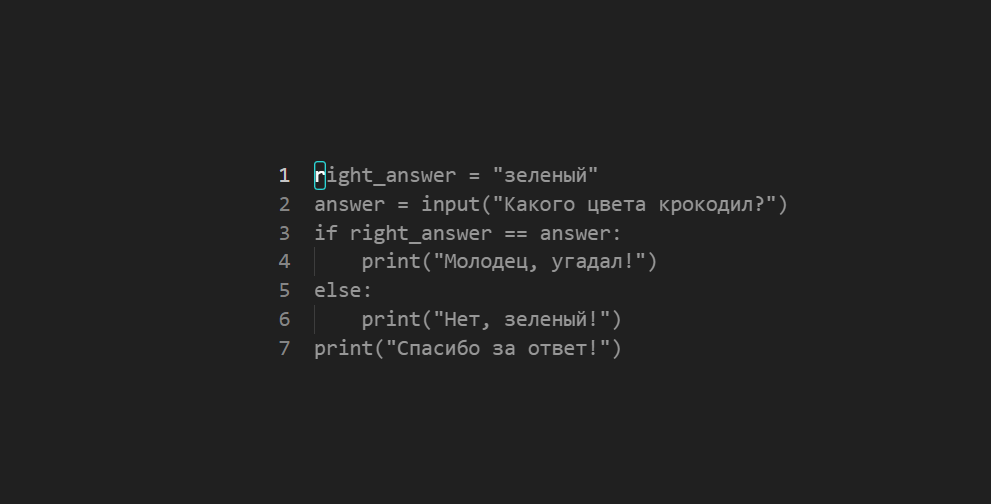 1 right_answer = "зеленый"
2 answer = input("Какого цвета крокодил?")
3 if right_answer == answer:
4     print("Молодец, угадал!")
5 else:
6     print("Нет, зеленый!")
7 print("Спасибо за ответ!")